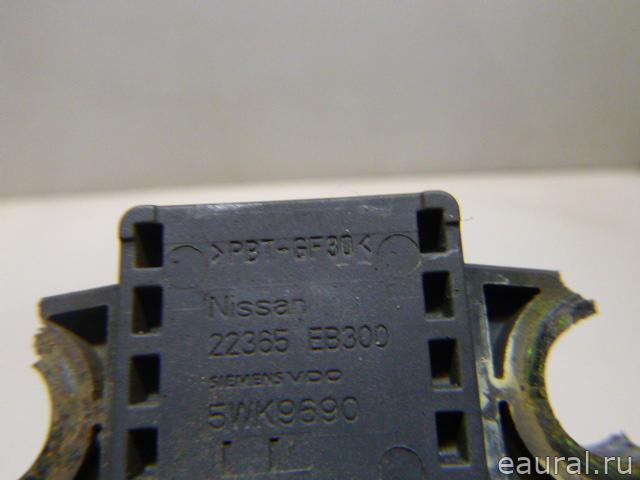 >PBT-GF30<
Nissan
22365 EB300
SIEMENS VDO
5WK9690
eaural.ru